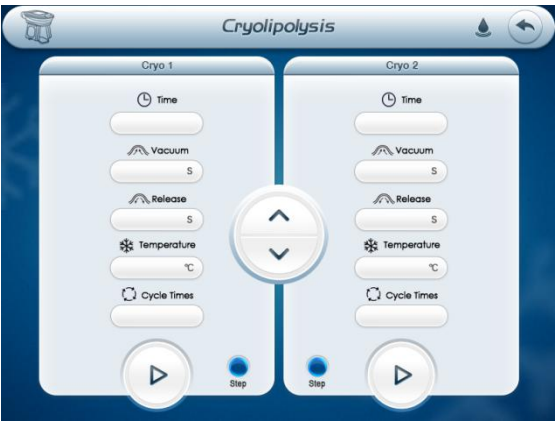 Cryolipolysis
Cryo 1
Time
Vacuum
S
Release
S
Temperature
°C
Cycle Times
Step
Cryo 2
Time
Vacuum
S
Release
S
Temperature
°C
Cycle Times
Step